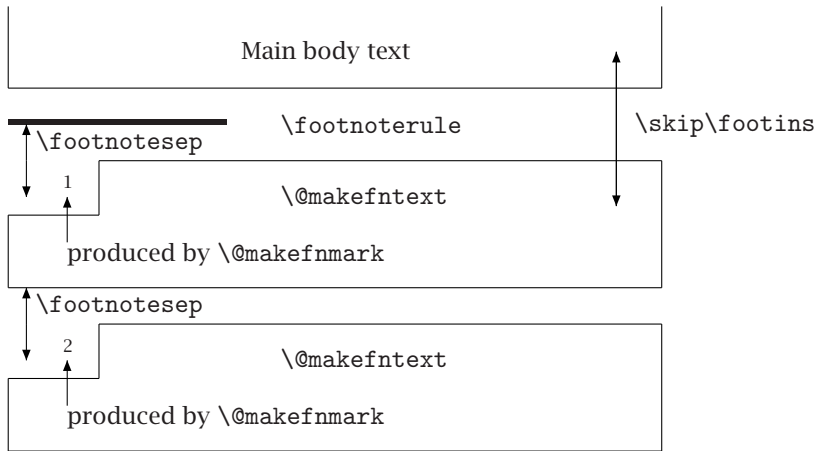 Main body text
\footnoterule
\skip\footins
\footnotesep
1
\@makefntext
produced by \@makefnmark
\footnotesep
2
\@makefntext
produced by \@makefnmark